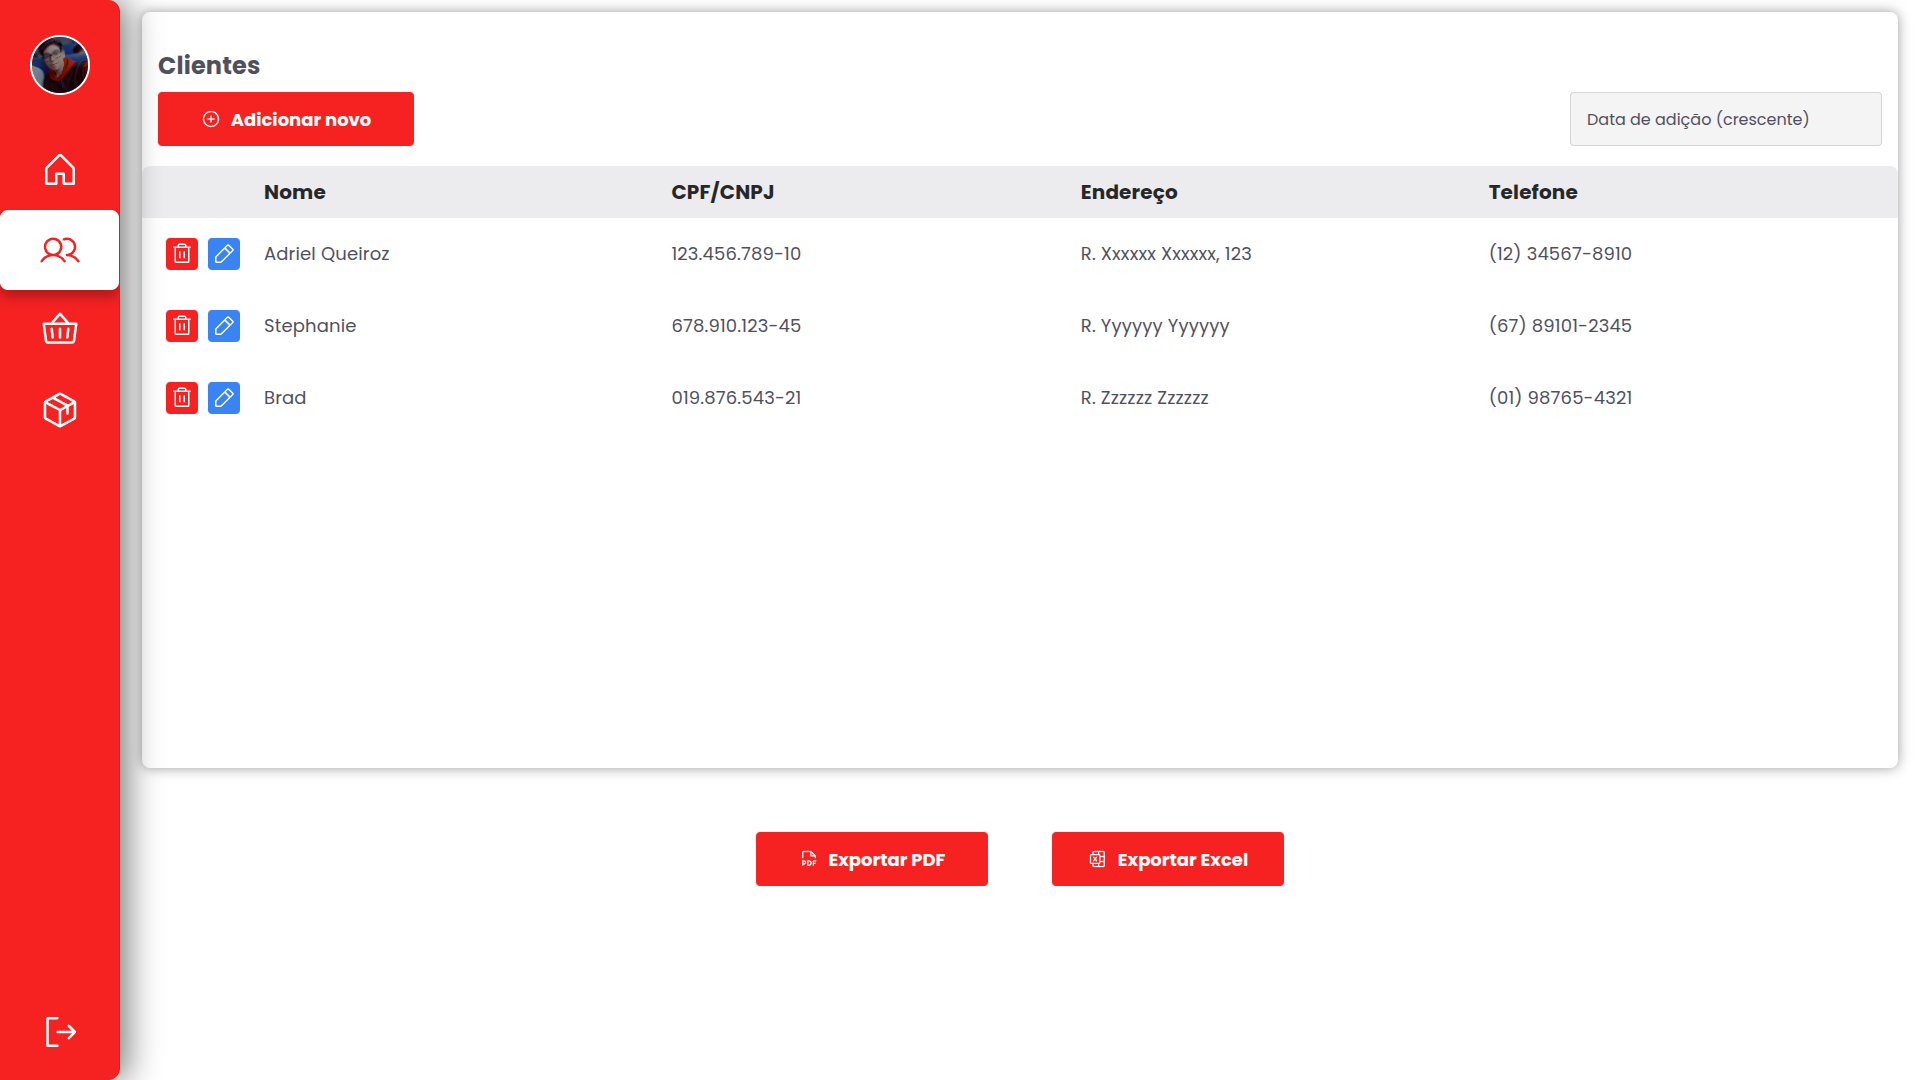 Clientes
Adicionar novo
Data de adição (crescente)
Nome CPF/CNPJ Endereço Telefone
Adriel Queiroz 123.456.789-10 R. Xxxxxx Xxxxxx, 123 (12) 34567-8910
Stephanie 678.910.123-45 R. Yyyyyy Yyyyyy (67) 89101-2345
Brad 019.876.543-21 R. Zzzzzz Zzzzzz (01) 98765-4321
PDF Exportar PDF
X Exportar Excel